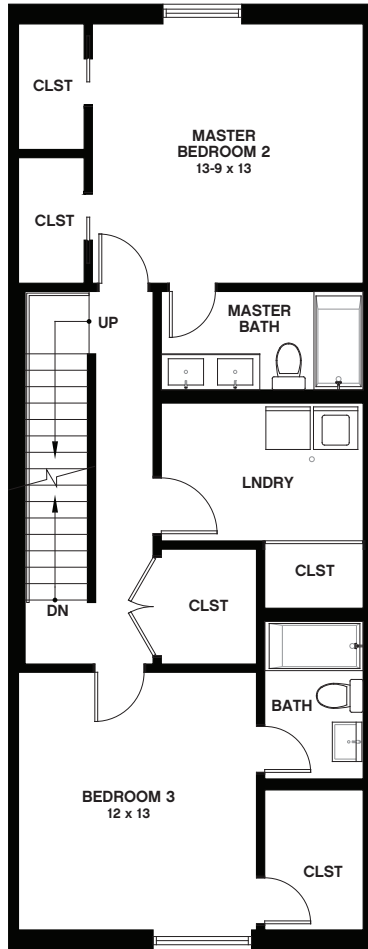 CLST
MASTER
BEDROOM 2
13-9 x 13
CLST
UP
MASTER
BATH
LNDRY
CLST
CLST
DN
BATH
BEDROOM 3
12 x 13
CLST